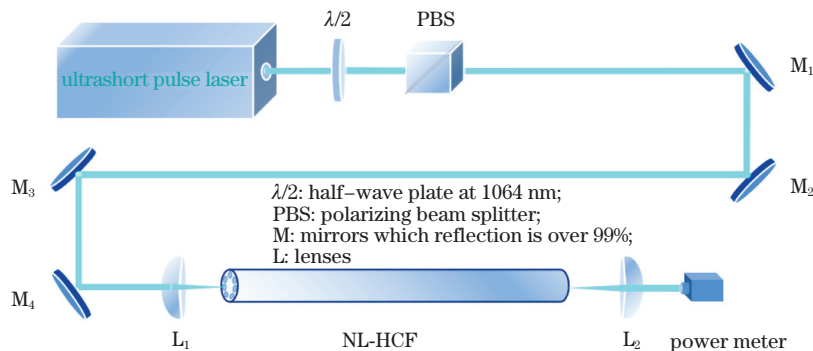 λ/2
PBS
ultrashort pulse laser
M₁
M₃
M₂
λ/2: half-wave plate at 1064 nm;
PBS: polarizing beam splitter;
M: mirrors which reflection is over 99%;
L: lenses
M₄
L₁
NL-HCF
L₂
power meter